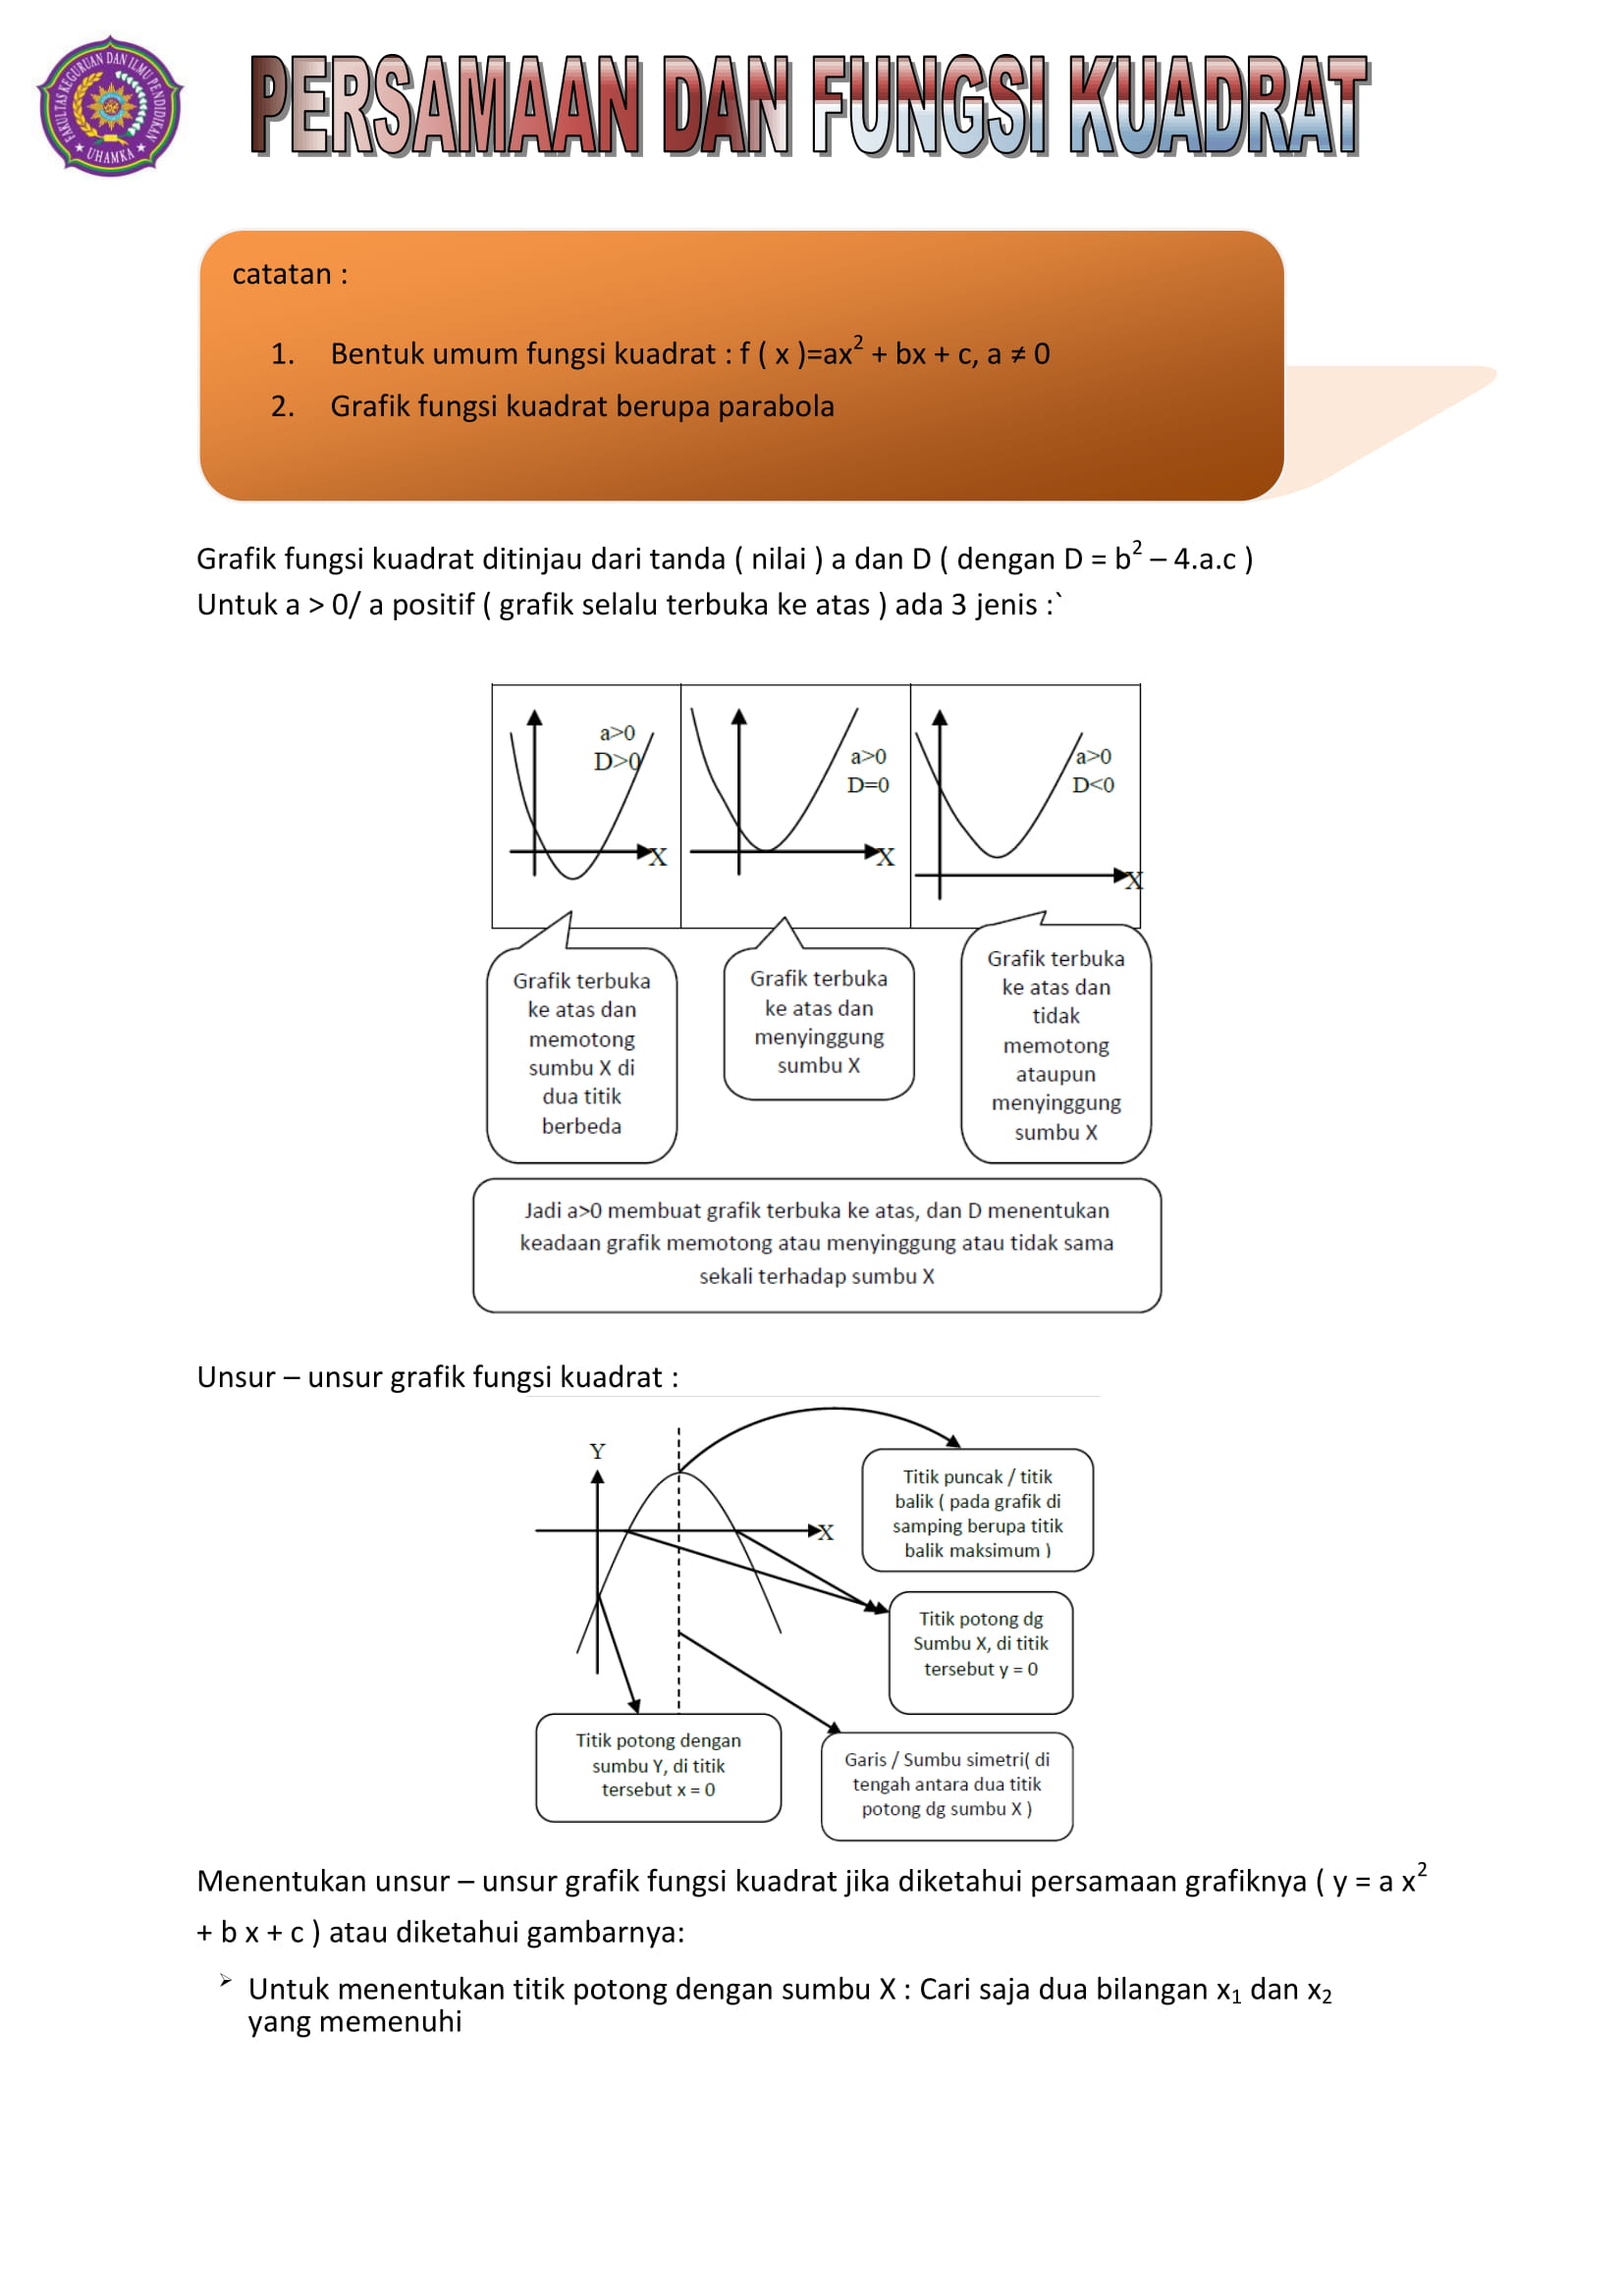 FAKULTAS KEGURUAN DAN ILMU PENDIDIKAN
UHAMKA
PERSAMAAN DAN FUNGSI KUADRAT
catatan :
1. Bentuk umum fungsi kuadrat : f ( x )=ax² + bx + c, a ≠ 0
2. Grafik fungsi kuadrat berupa parabola
Grafik fungsi kuadrat ditinjau dari tanda ( nilai ) a dan D ( dengan D = b² – 4.a.c )
Untuk a > 0/ a positif ( grafik selalu terbuka ke atas ) ada 3 jenis :`
a>0
D>0
X
a>0
D=0
X
a>0
D<0
X
Grafik terbuka
ke atas dan
memotong
sumbu X di
dua titik
berbeda
Grafik terbuka
ke atas dan
menyinggung
sumbu X
Grafik terbuka
ke atas dan
tidak
memotong
ataupun
menyinggung
sumbu X
Jadi a>0 membuat grafik terbuka ke atas, dan D menentukan
keadaan grafik memotong atau menyinggung atau tidak sama
sekali terhadap sumbu X
Unsur – unsur grafik fungsi kuadrat :
Y
X
Titik puncak / titik
balik ( pada grafik di
samping berupa titik
balik maksimum )
Titik potong dg
Sumbu X, di titik
tersebut y = 0
Titik potong dengan
sumbu Y, di titik
tersebut x = 0
Garis / Sumbu simetri( di
tengah antara dua titik
potong dg sumbu X )
Menentukan unsur – unsur grafik fungsi kuadrat jika diketahui persamaan grafiknya ( y = a x²
+ b x + c ) atau diketahui gambarnya:
➢ Untuk menentukan titik potong dengan sumbu X : Cari saja dua bilangan x₁ dan x₂
yang memenuhi